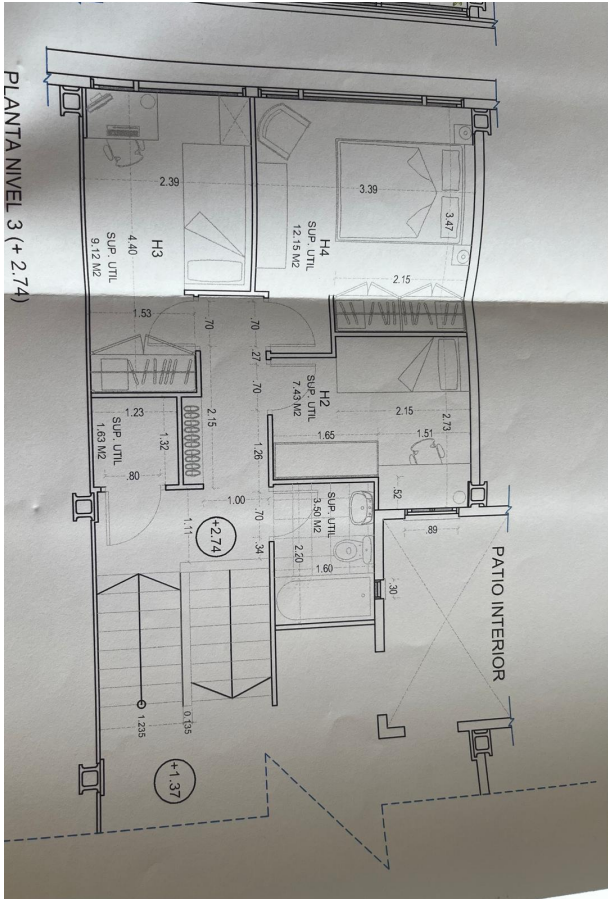 PLANTA NIVEL 3 (+ 2.74)
H3
SUP. UTIL
9.12 M2
2.39
4.40
1.53
H4
SUP. UTIL
12.15 M2
3.39
3.47
2.15
.70
.70
.27
.70
H2
SUP. UTIL
7.43 M2
2.15
2.73
1.51
1.65
.52
.89
1.23
SUP. UTIL
1.63 M2
1.32
.80
2.15
1.26
1.00
.70
.34
1.11
+2.74
SUP. UTIL
3.50 M2
2.20
1.60
.30
PATIO INTERIOR
0.135
1.235
+1.37